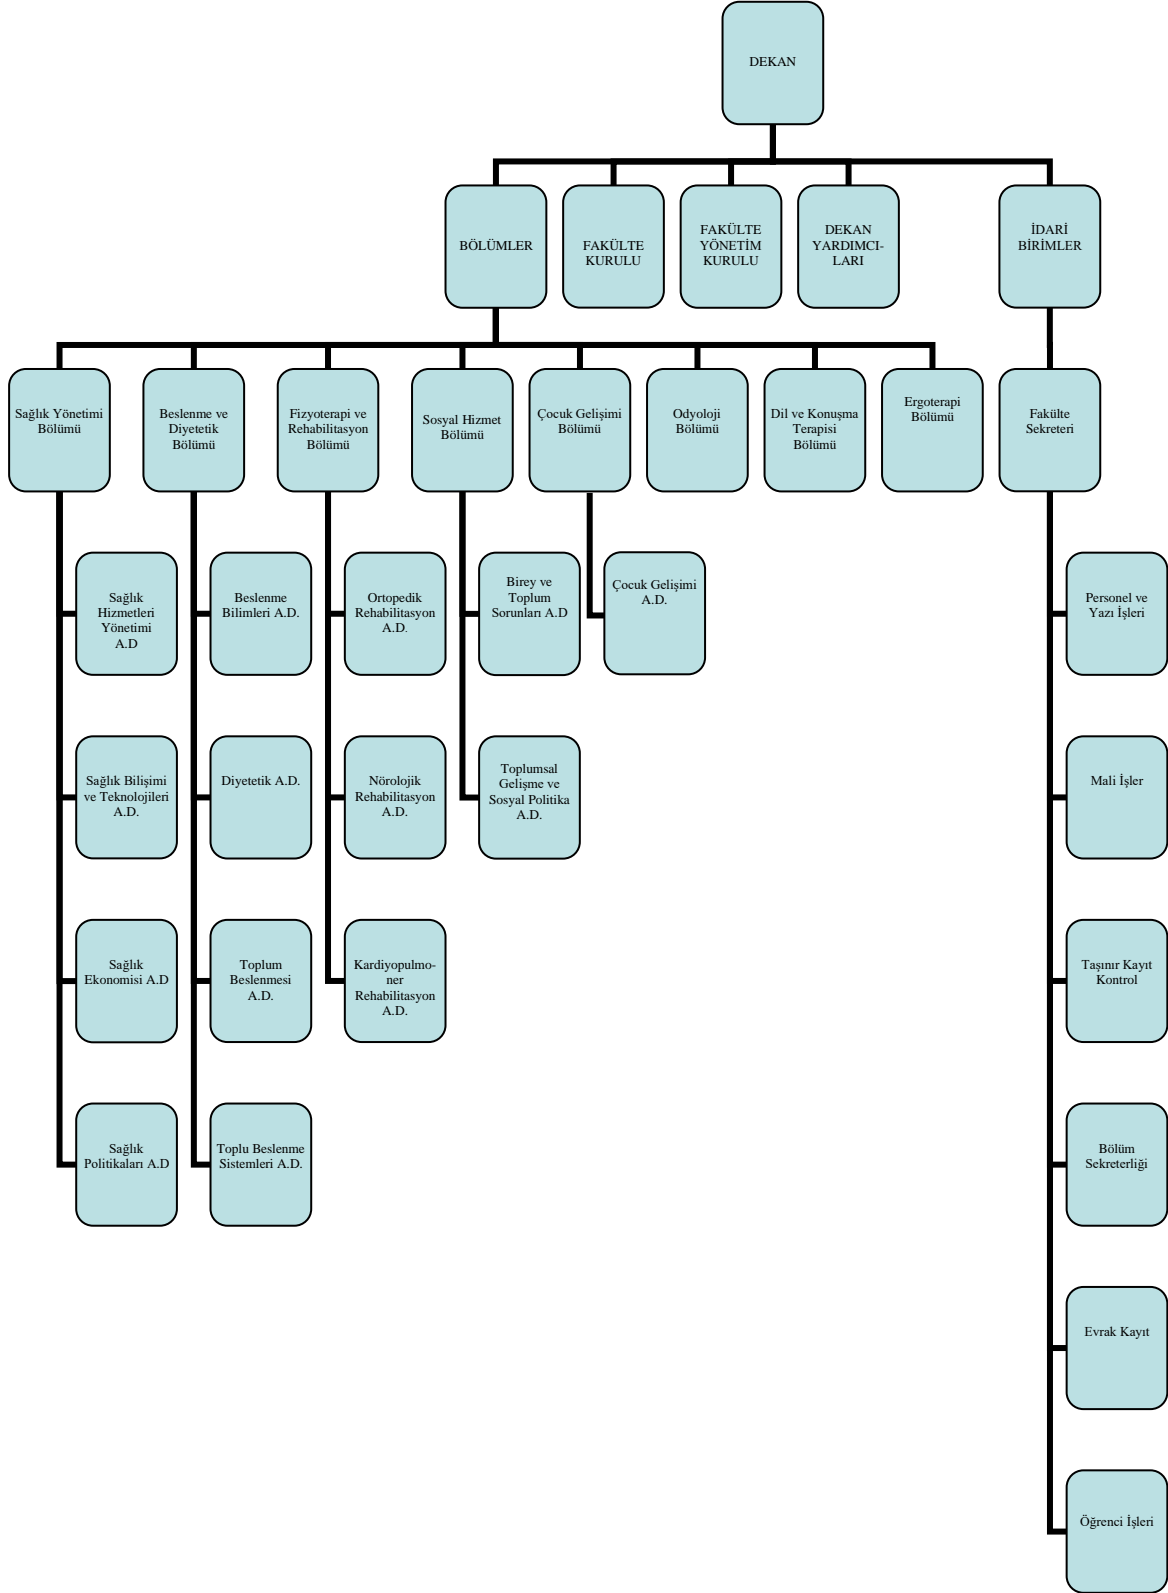 DEKAN
BÖLÜMLER
FAKÜLTE
KURULU
FAKÜLTE
YÖNETİM
KURULU
DEKAN
YARDIMCI-
LARI
İDARİ
BİRİMLER
Sağlık Yönetimi
Bölümü
Beslenme ve
Diyetetik
Bölümü
Fizyoterapi ve
Rehabilitasyon
Bölümü
Sosyal Hizmet
Bölümü
Çocuk Gelişimi
Bölümü
Odyoloji
Bölümü
Dil ve Konuşma
Terapisi
Bölümü
Ergoterapi
Bölümü
Fakülte
Sekreteri
Sağlık
Hizmetleri
Yönetimi
A.D
Beslenme
Bilimleri A.D.
Ortopedik
Rehabilitasyon
A.D.
Birey ve
Toplum
Sorunları A.D
Çocuk Gelişimi
A.D.
Personel ve
Yazı İşleri
Sağlık Bilişimi
ve Teknolojileri
A.D.
Diyetetik A.D.
Nörolojik
Rehabilitasyon
A.D.
Toplumsal
Gelişme ve
Sosyal Politika
A.D.
Mali İşler
Sağlık
Ekonomisi A.D
Toplum
Beslenmesi
A.D.
Kardiyopulmo-
ner
Rehabilitasyon
A.D.
Taşınır Kayıt
Kontrol
Sağlık
Politikaları A.D
Toplu Beslenme
Sistemleri A.D.
Bölüm
Sekreterliği
Evrak Kayıt
Öğrenci İşleri